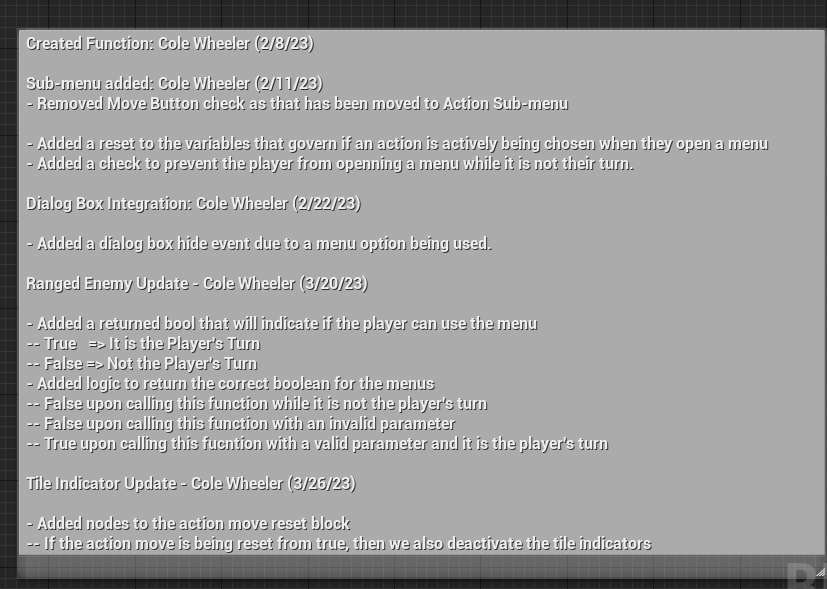 Created Function: Cole Wheeler (2/8/23)
Sub-menu added: Cole Wheeler (2/11/23)
- Removed Move Button check as that has been moved to Action Sub-menu
- Added a reset to the variables that govern if an action is actively being chosen when they open a menu
- Added a check to prevent the player from openning a menu while it is not their turn.
Dialog Box Integration: Cole Wheeler (2/22/23)
- Added a dialog box hide event due to a menu option being used.
Ranged Enemy Update - Cole Wheeler (3/20/23)
- Added a returned bool that will indicate if the player can use the menu
-- True   => It is the Player's Turn
-- False => Not the Player's Turn
- Added logic to return the correct boolean for the menus
-- False upon calling this function while it is not the player's turn
-- False upon calling this function with an invalid parameter
-- True upon calling this fucntion with a valid parameter and it is the player's turn
Tile Indicator Update - Cole Wheeler (3/26/23)
- Added nodes to the action move reset block
-- If the action move is being reset from true, then we also deactivate the tile indicators